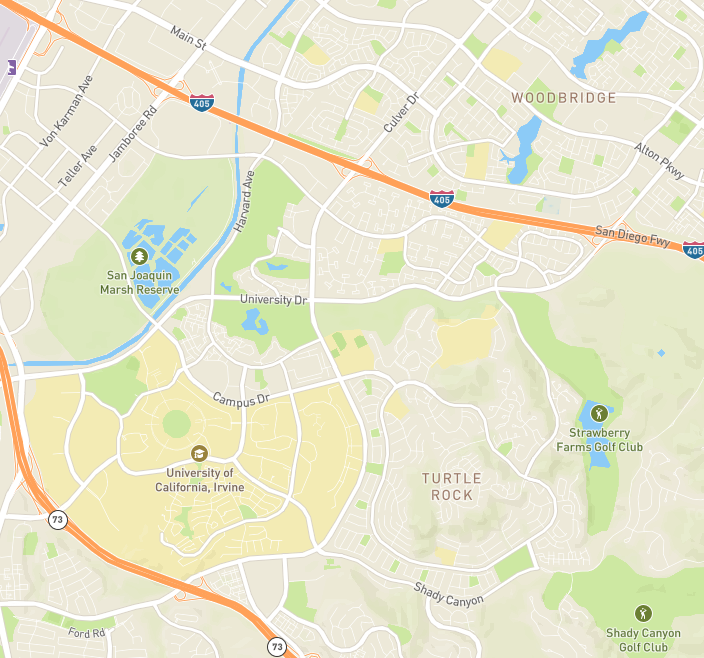 Main St
WOODBRIDGE
405
Culver Dr
Von Karman Ave
Jamboree Rd
Teller Ave
Alton Pkwy
Harvard Ave
405
San Diego Fwy
405
San Joaquin
Marsh Reserve
University Dr
Campus Dr
Strawberry
Farms Golf Club
University of
California, Irvine
TURTLE
ROCK
73
Shady Canyon
Ford Rd
Shady Canyon
Golf Club
73